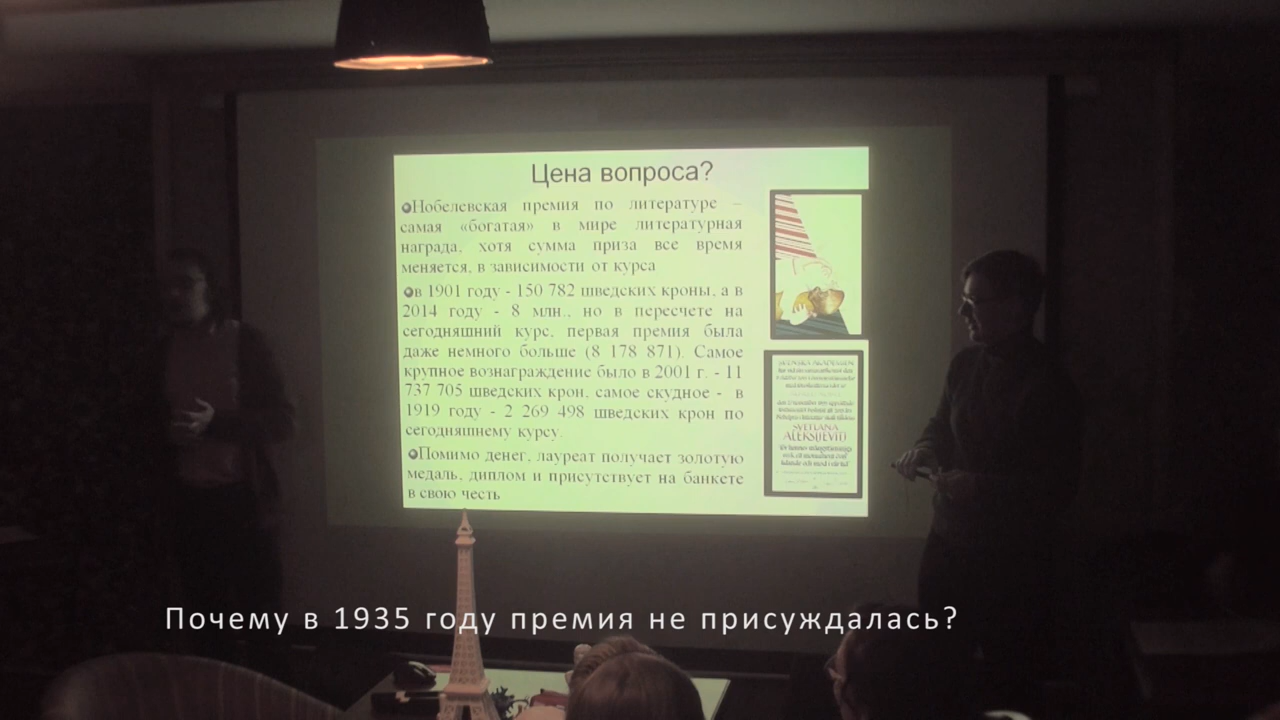 Цена вопроса?
Нобелевская премия по литературе –
самая «богатая» в мире литературная
награда, хотя сумма приза все время
меняется, в зависимости от курса
в 1901 году - 150 782 шведских кроны, а в
2014 году - 8 млн., но в пересчете на
сегодняшний курс, первая премия была
даже немного больше (8 178 871). Самое
крупное вознаграждение было в 2001 г. - 11
737 705 шведских крон, самое скудное - в
1919 году - 2 269 498 шведских крон по
сегодняшнему курсу.
Помимо денег, лауреат получает золотую
медаль, диплом и присутствует на банкете
в свою честь
SVENSKA AKADEMIEN
SVETLANA
ALEKSIJEVITJ
Почему в 1935 году премия не присуждалась?